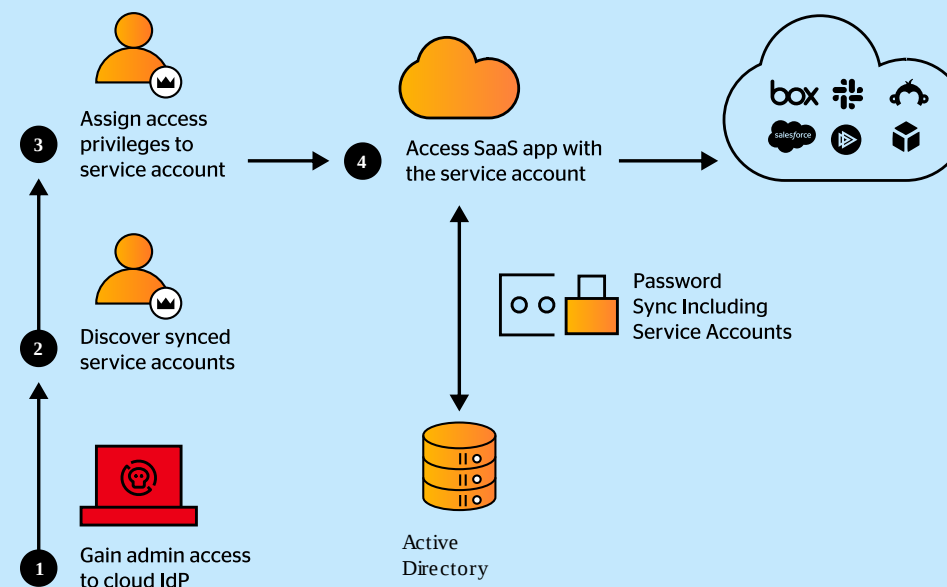 box
salesforce
3
Assign access
privileges to
service account
4
Access SaaS app with
the service account
Password
Sync Including
Service Accounts
2
Discover synced
service accounts
Active
Directory
1
Gain admin access
to cloud IdP